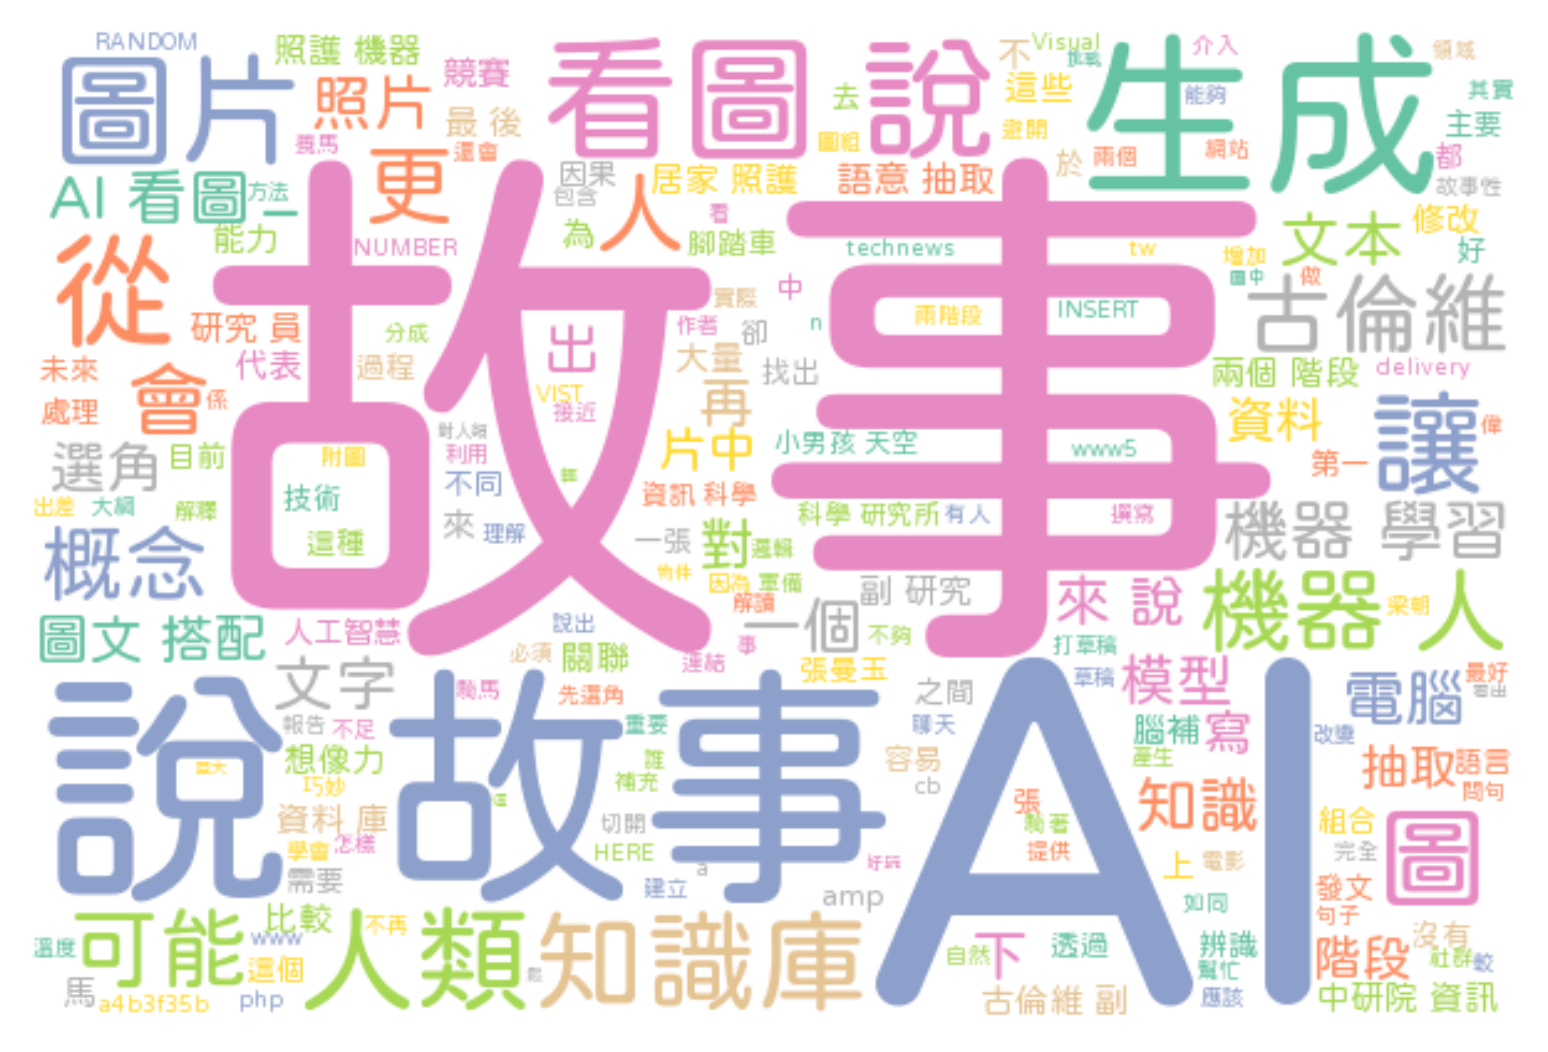 RANDOM
照護 機器
競賽
看圖說
不
Visual
這些
生成
介入
領域
圖片
照片
最 後
去
能夠
其實
主要
養馬
更
還會
因果
包含
居家 照護
圖組
避開
語意 抽取
於
兩個
網站
都
故事性
AI 看圖_
方法
能力
人
為
看
腳踏車
故事
technews
tw
文本
修改
好
增加
圖中
做
從
NUMBER
研究 員
分成
出
實際
中
作者
卻
n
兩階段
INSERT
古倫維
未來
會
係
代表
過程
VIST
接近
大量
再
找出
兩個 階段
delivery
處理
選角
目前
附圖
利用
不同
片中
小男孩 天空
www5
資料
讓
第一
出差
大綱
解釋
技術
這種
來
理解
資訊 科學
科學 研究所
有人
撰寫
機器 學習
概念
一張
對
邏輯
物件
因為
軍備
解讀
副 研究
來 說
機器 人
梁朝
偉
圖文 搭配
人工智慧
說出
一個
不夠
事
打草稿
文字
必須
關聯
連結
張曼玉
之間
草稿
模型
電腦
最好
說故事
騎馬
先選角
報告
不足
重要
聊天
AI
腦補
寫
改變
想像力
巧妙
誰
補充
容易
cb
產生
抽取
語言
問句
資料 庫
學會
怎樣
需要
切開
HERE
建立
a
好玩
amp
張
騎著
提供
知識
上
電影
組合
完全
圖
發文
句子
如同
可能
比較
www
不再
人類
知識庫
自然
下
透過
辨識
幫忙
應該
階段
沒有
社群
較
溫度
馬
這個
a4b3f35b
php
古倫維 副
中研院 資訊